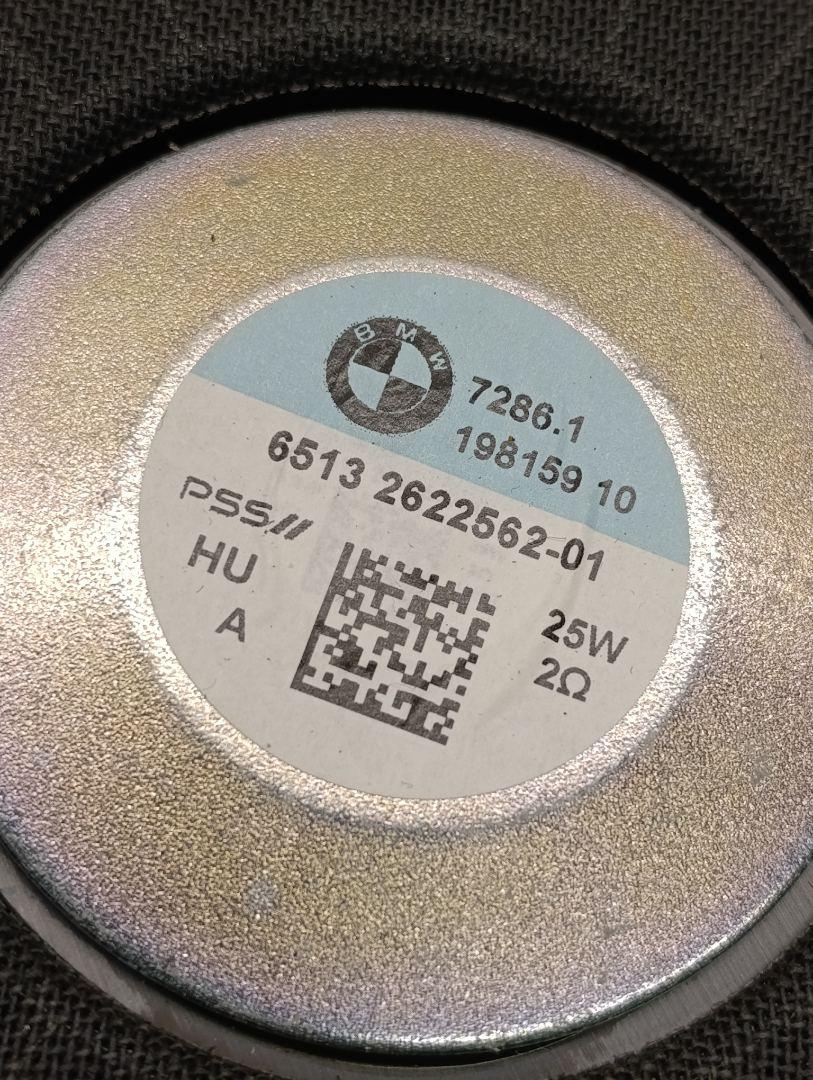 BMW
7286.1
198159 10
6513 2622562-01
PSS//
HU
A
25W
2Ω